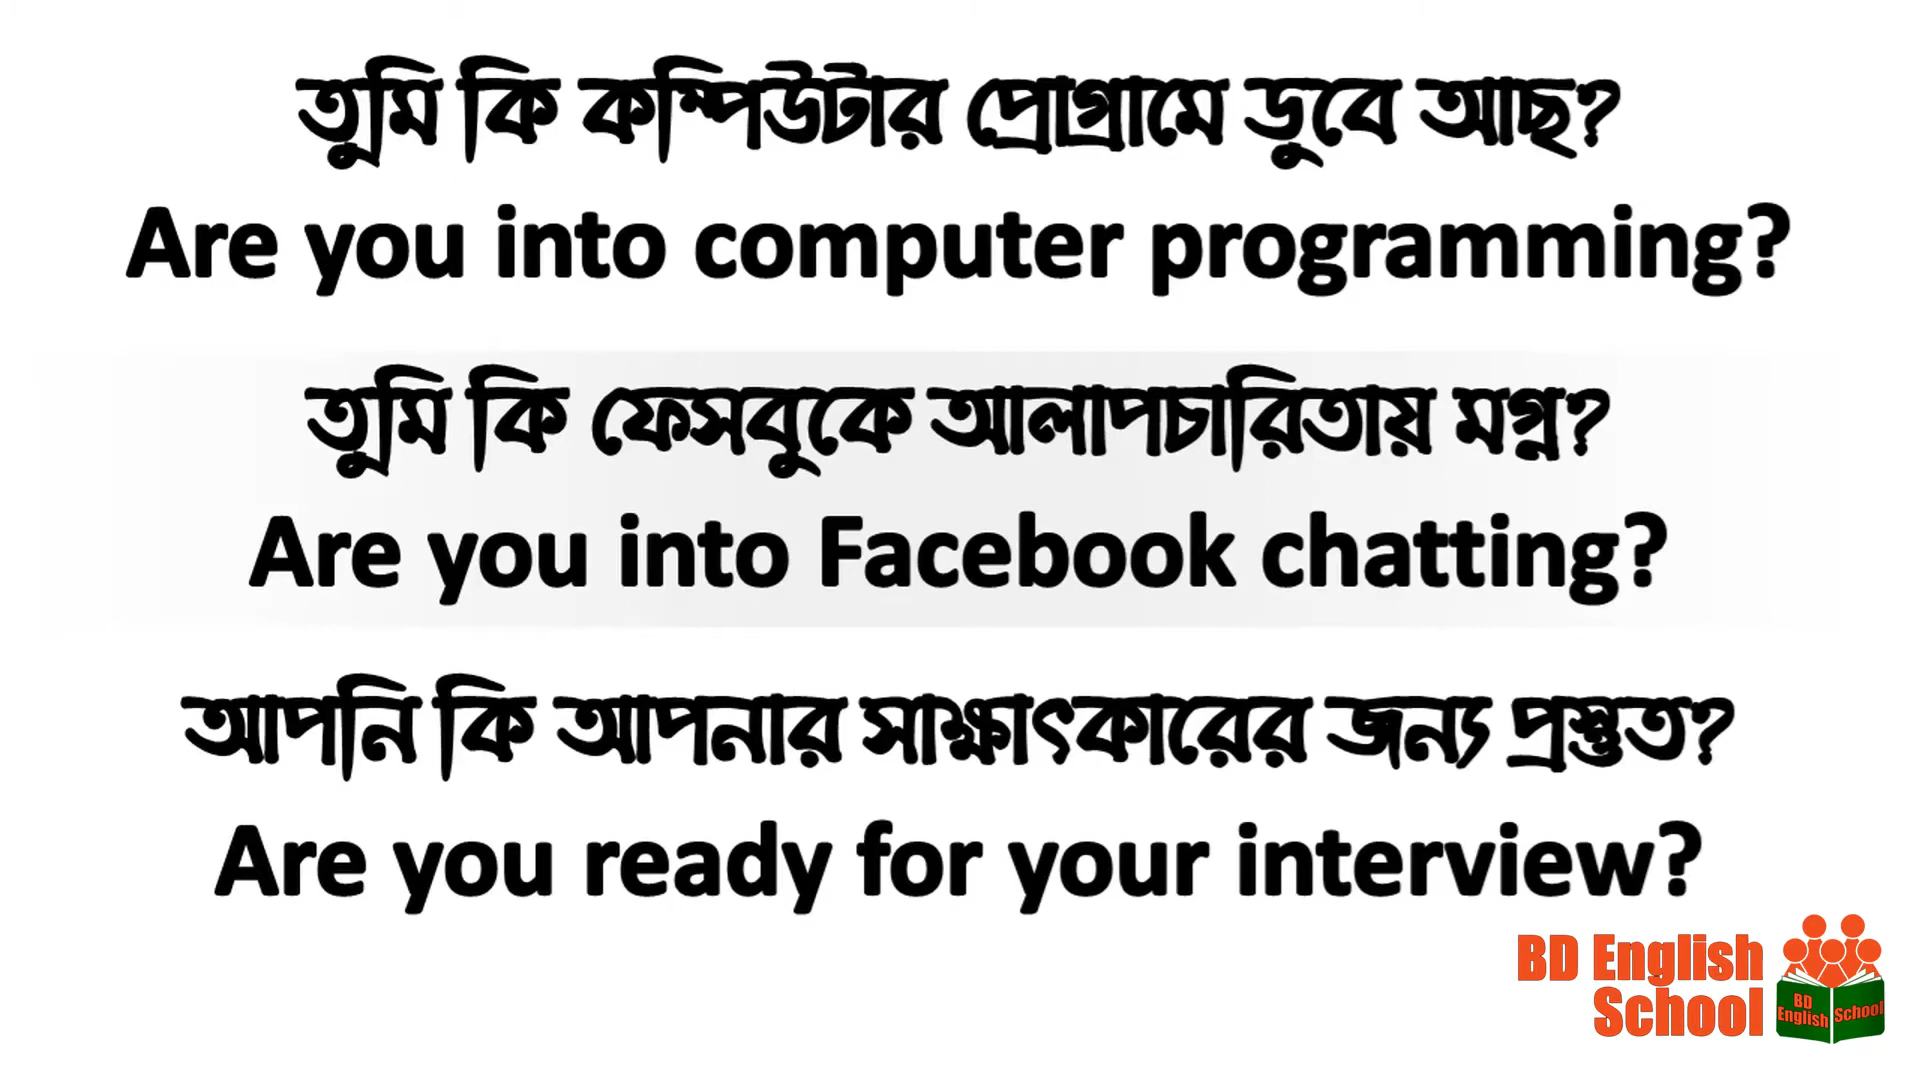 তুমি কি কম্পিউটার প্রোগ্রামে ডুবে আছ?
Are you into computer programming?
তুমি কি ফেসবুকে আলাপচারিতায় মগ্ন?
Are you into Facebook chatting?
আপনি কি আপনার সাক্ষাৎকারের জন্য প্রস্তুত?
Are you ready for your interview?
BD English
School
BD
English School